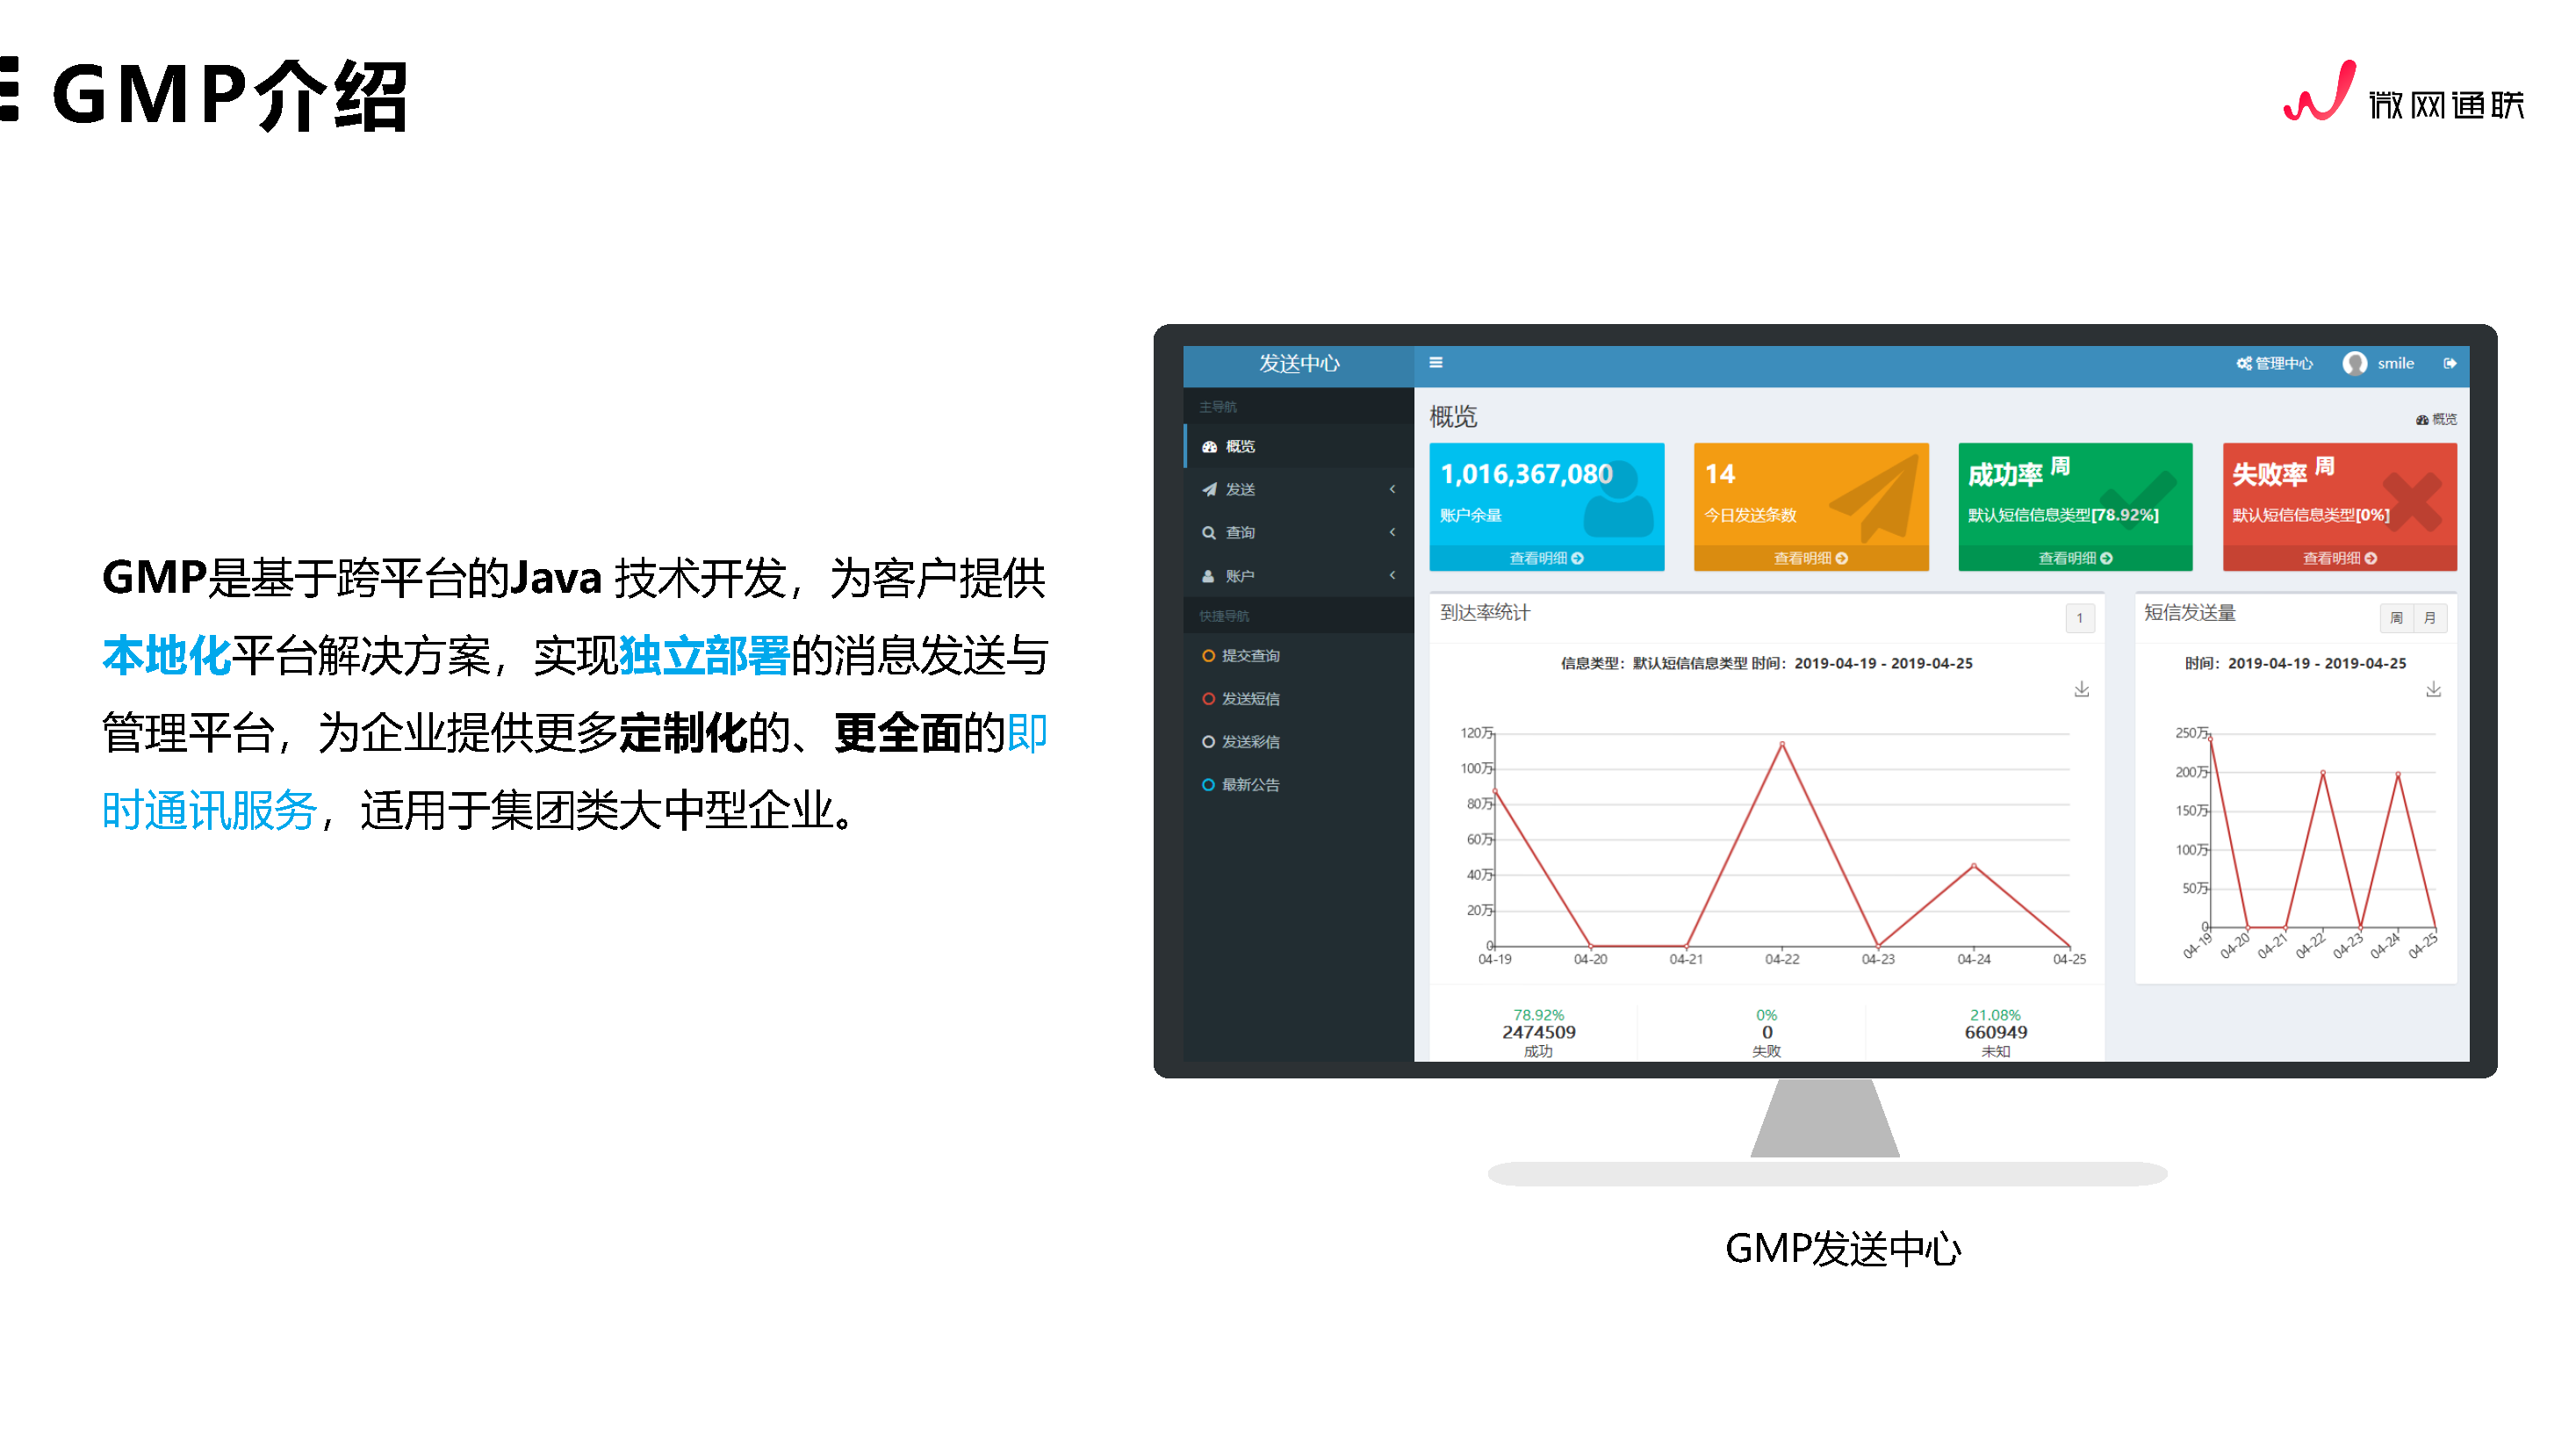 GMP介绍
微网通联
GMP是基于跨平台的Java 技术开发，为客户提供
本地化平台解决方案，实现独立部署的消息发送与
管理平台，为企业提供更多定制化的、更全面的即
时通讯服务，适用于集团类大中型企业。
发送中心
管理中心
smile
主导航
概览
发送
查询
账户
快捷导航
提交查询
发送短信
发送彩信
最新公告
概览
概览
1,016,367,080
账户余量
查看明细
14
今日发送条数
查看明细
成功率 周
默认短信信息类型[78.92%]
查看明细
失败率 周
默认短信信息类型[0%]
查看明细
到达率统计
1
信息类型：默认短信信息类型 时间：2019-04-19 - 2019-04-25
120万
100万
80万
60万
40万
20万
0
04-19 04-20 04-21 04-22 04-23 04-24 04-25
78.92%
2474509
成功
0%
0
失败
21.08%
660949
未知
短信发送量
周 月
时间：2019-04-19 - 2019-04-25
250万
200万
150万
100万
50万
0
04-19 04-20 04-21 04-22 04-23 04-24 04-25
GMP发送中心